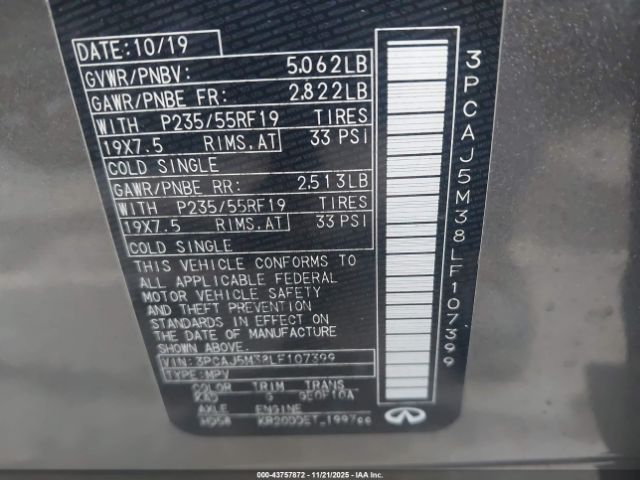 DATE: 10/19
GVWR/PNBV: 5.062LB
GAWR/PNBE FR: 2.822LB
WITH P235/55RF19 TIRES
19X7.5 RIMS.AT 33 PSI
COLD SINGLE
GAWR/PNBE RR: 2.513LB
WITH P235/55RF19 TIRES
19X7.5 RIMS.AT 33 PSI
COLD SINGLE
THIS VEHICLE CONFORMS TO
ALL APPLICABLE FEDERAL
MOTOR VEHICLE SAFETY
AND THEFT PREVENTION
STANDARDS IN EFFECT ON
THE DATE OF MANUFACTURE
SHOWN ABOVE.
VIN: 3PCAJ5M38LF107399
TYPE: MPV
COLOR TRIM TRANS
KAD G
AXLE ENGINE
1997cc
3PCAJ5M38LF107399
000-43757872 - 11/21/2025 - IAAI.COM